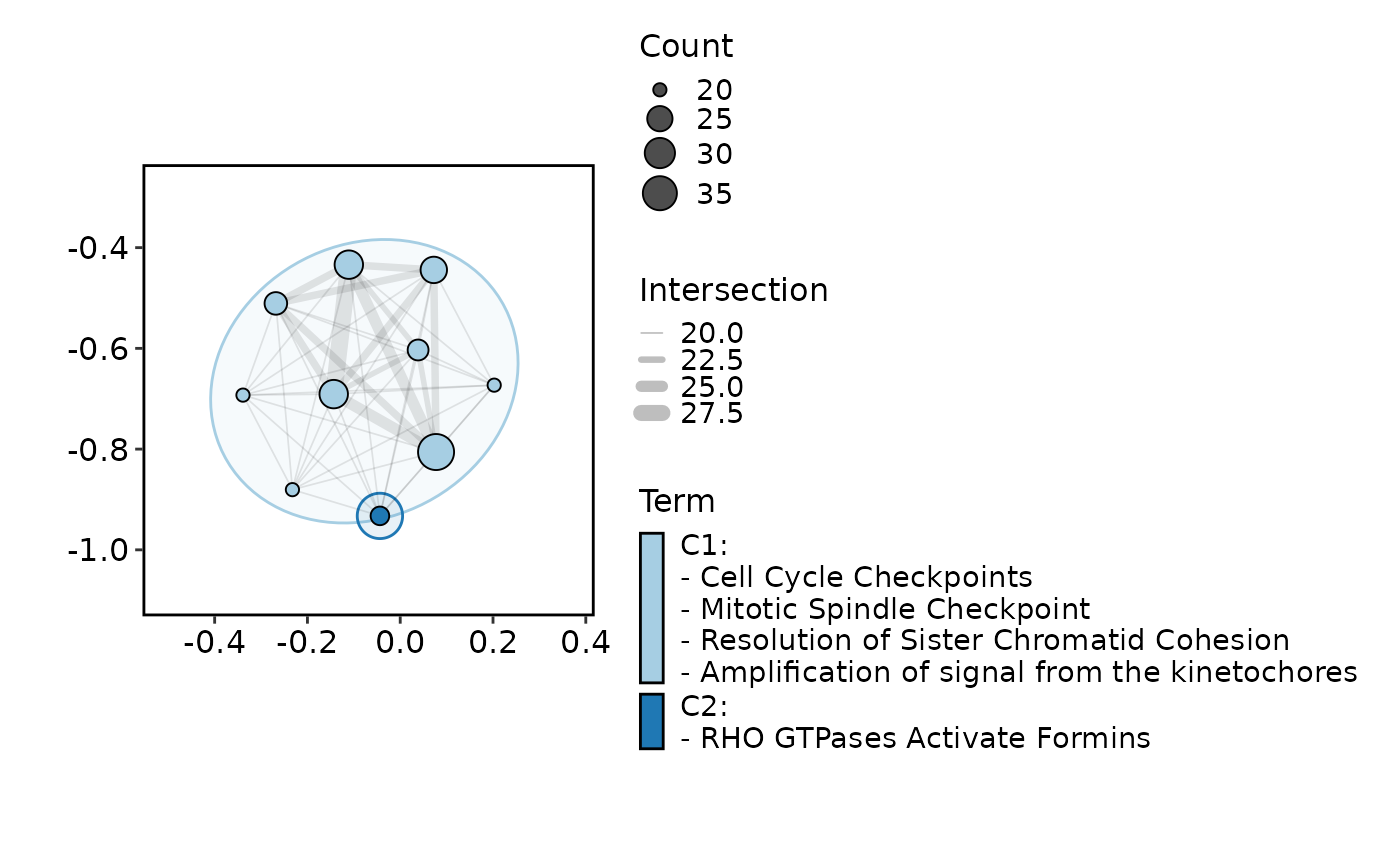 Count
20
25
30
35
-0.4
-0.6
-0.8
-1.0
-0.4 -0.2 0.0 0.2 0.4
Intersection
20.0
22.5
25.0
27.5
Term
C1:
- Cell Cycle Checkpoints
- Mitotic Spindle Checkpoint
- Resolution of Sister Chromatid Cohesion
- Amplification of signal from the kinetochores
C2:
- RHO GTPases Activate Formins